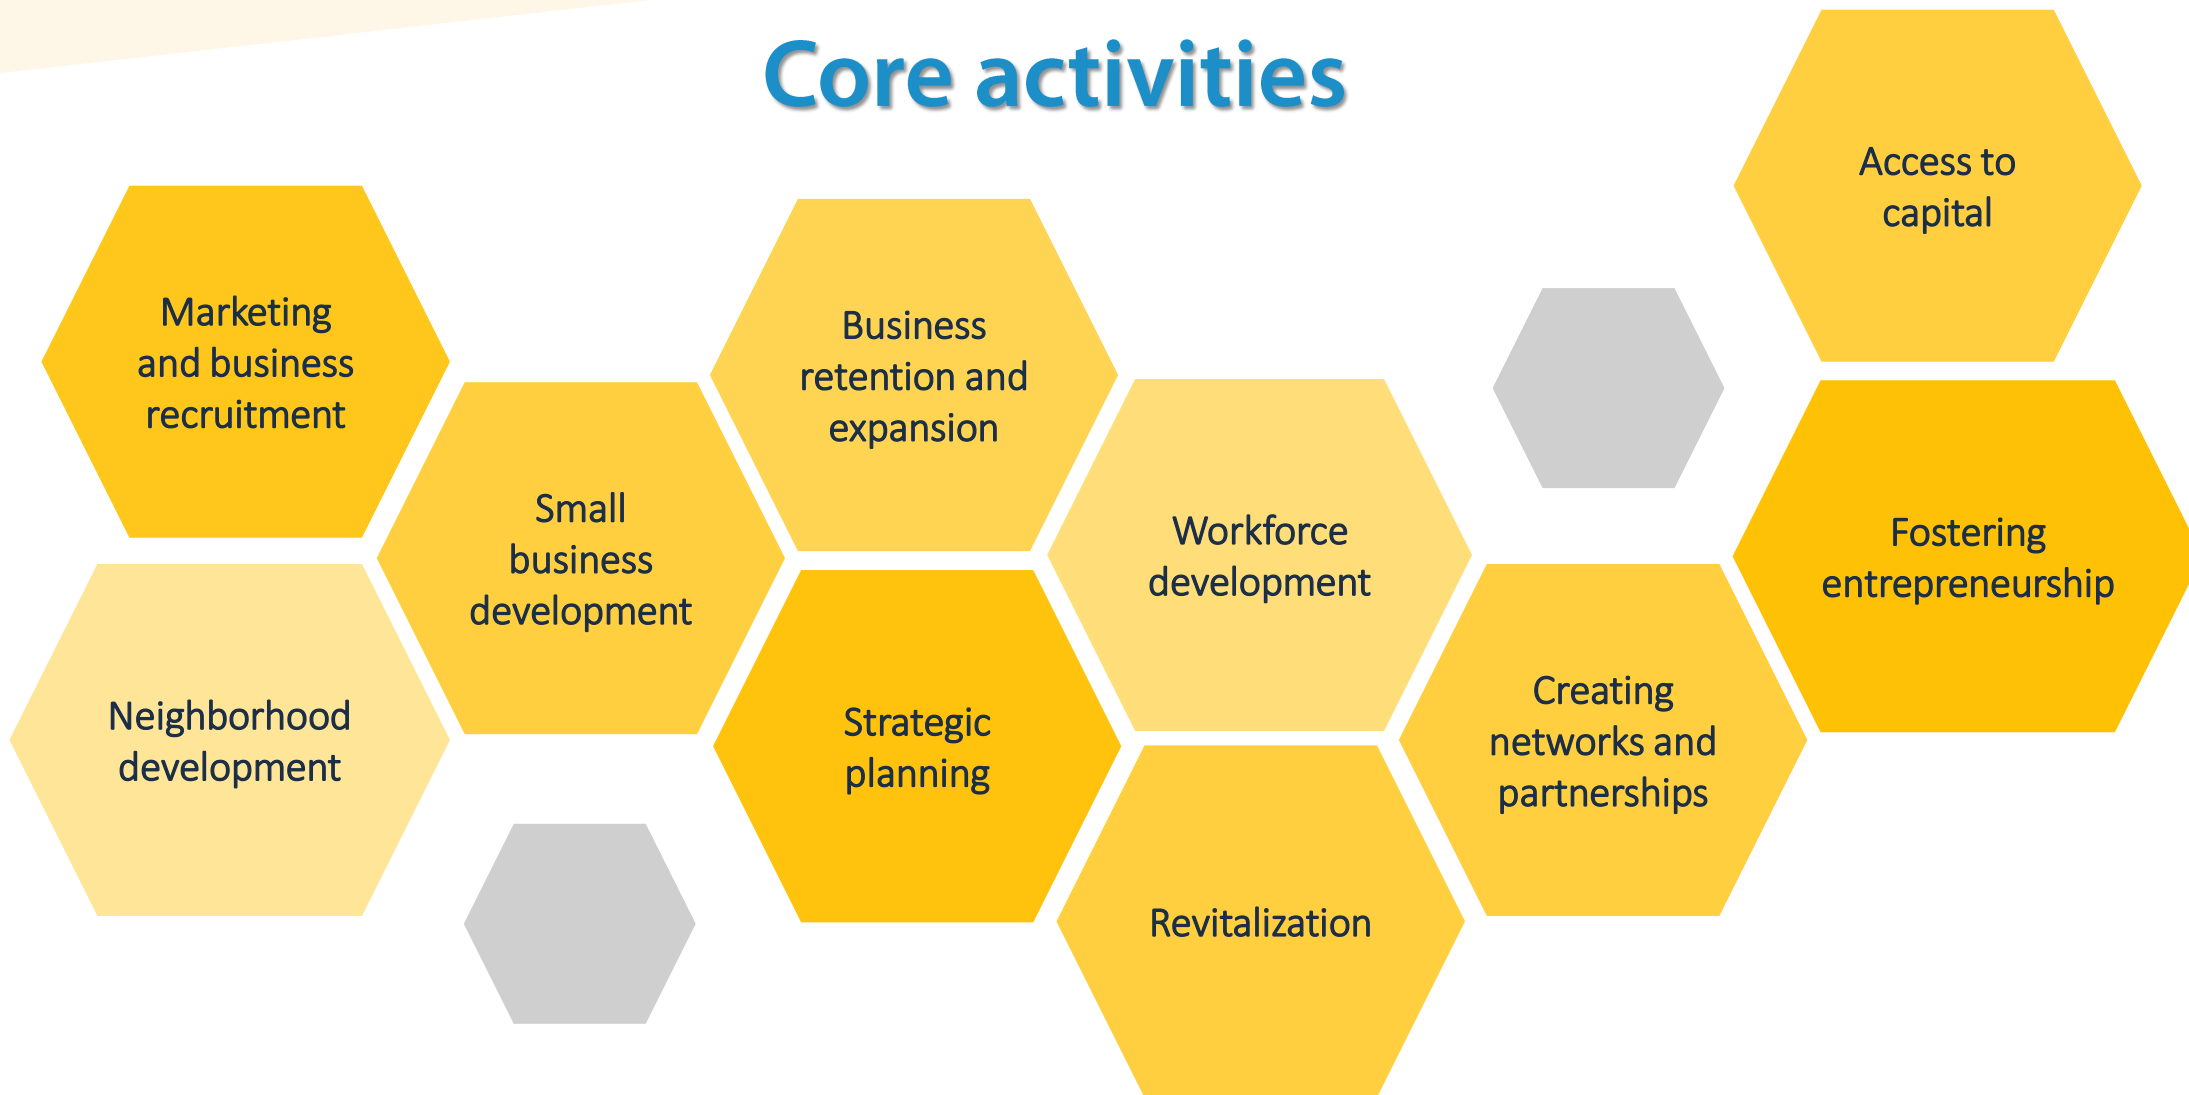 Core activities
Marketing
and business
recruitment
Neighborhood
development
Small
business
development
Business
retention and
expansion
Strategic
planning
Workforce
development
Revitalization
Creating
networks and
partnerships
Access to
capital
Fostering
entrepreneurship